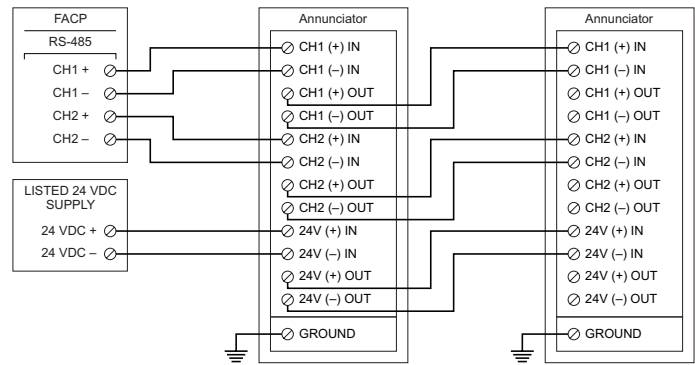 FACP
RS-485
CH1 +
CH1 –
CH2 +
CH2 –
LISTED 24 VDC
SUPPLY
24 VDC +
24 VDC –
Annunciator
CH1 (+) IN
CH1 (–) IN
CH1 (+) OUT
CH1 (–) OUT
CH2 (+) IN
CH2 (–) IN
CH2 (+) OUT
CH2 (–) OUT
24V (+) IN
24V (–) IN
24V (+) OUT
24V (–) OUT
GROUND
Annunciator
CH1 (+) IN
CH1 (–) IN
CH1 (+) OUT
CH1 (–) OUT
CH2 (+) IN
CH2 (–) IN
CH2 (+) OUT
CH2 (–) OUT
24V (+) IN
24V (–) IN
24V (+) OUT
24V (–) OUT
GROUND